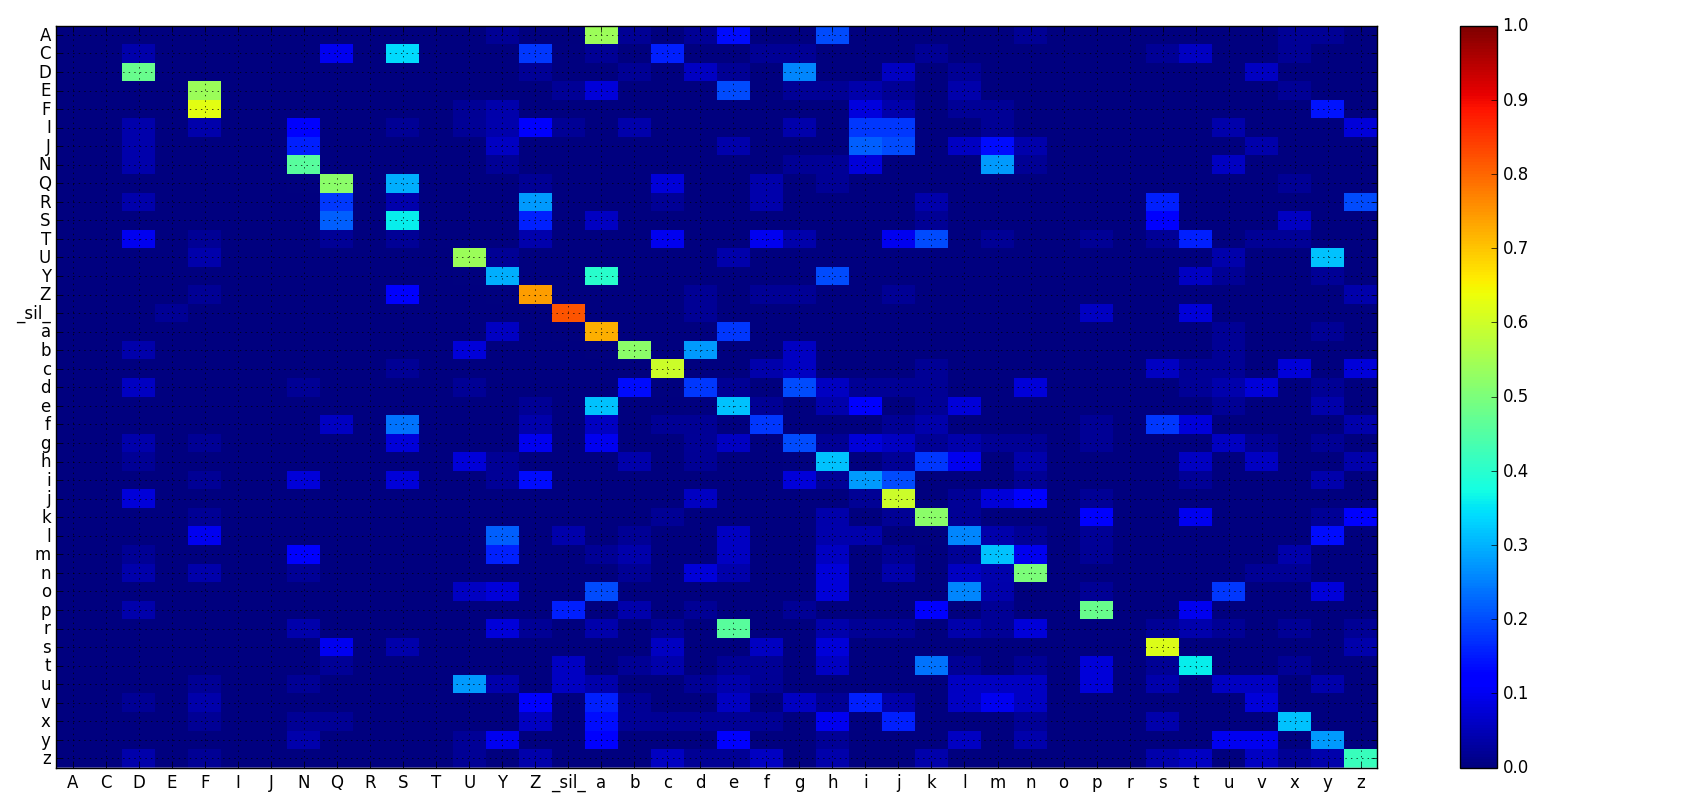 A
C
D
E
F
I
J
N
Q
R
S
T
U
Y
Z
_sil_
a
b
c
d
e
f
g
h
i
j
k
l
m
n
o
p
r
s
t
u
v
x
y
z
A C D E F I J N Q R S T U Y Z _sil_ a b c d e f g h i j k l m n o p r s t u v x y z
1.0
0.9
0.8
0.7
0.6
0.5
0.4
0.3
0.2
0.1
0.0